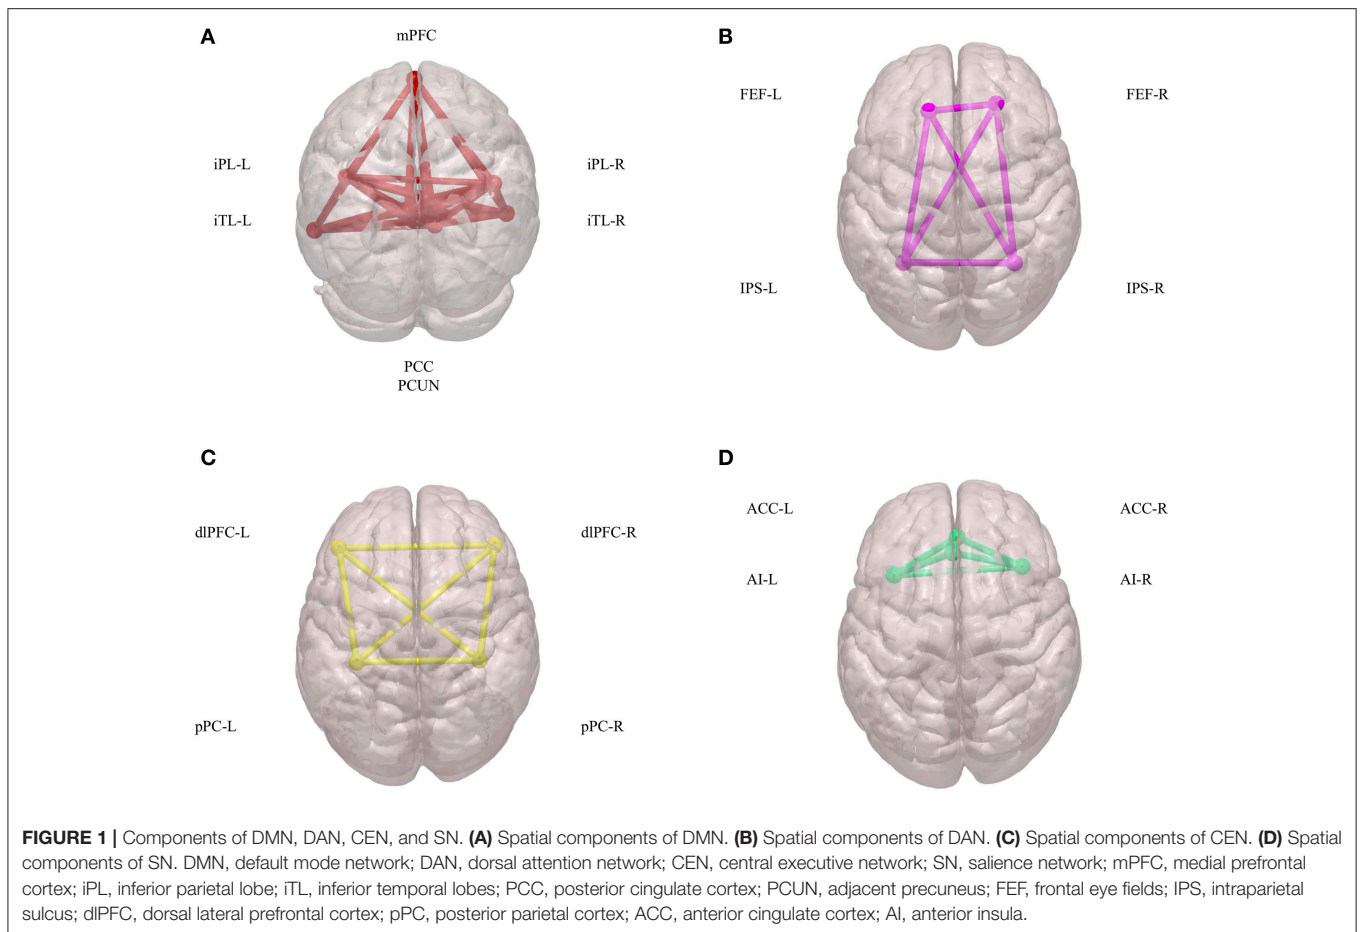 A
mPFC
iPL-L
iPL-R
iTL-L
iTL-R
PCC
PCUN
B
FEF-L
FEF-R
IPS-L
IPS-R
C
dlPFC-L
dlPFC-R
pPC-L
pPC-R
D
ACC-L
ACC-R
AI-L
AI-R
FIGURE 1 | Components of DMN, DAN, CEN, and SN. (A) Spatial components of DMN. (B) Spatial components of DAN. (C) Spatial components of CEN. (D) Spatial
components of SN. DMN, default mode network; DAN, dorsal attention network; CEN, central executive network; SN, salience network; mPFC, medial prefrontal
cortex; iPL, inferior parietal lobe; iTL, inferior temporal lobes; PCC, posterior cingulate cortex; PCUN, adjacent precuneus; FEF, frontal eye fields; IPS, intraparietal
sulcus; dlPFC, dorsal lateral prefrontal cortex; pPC, posterior parietal cortex; ACC, anterior cingulate cortex; AI, anterior insula.